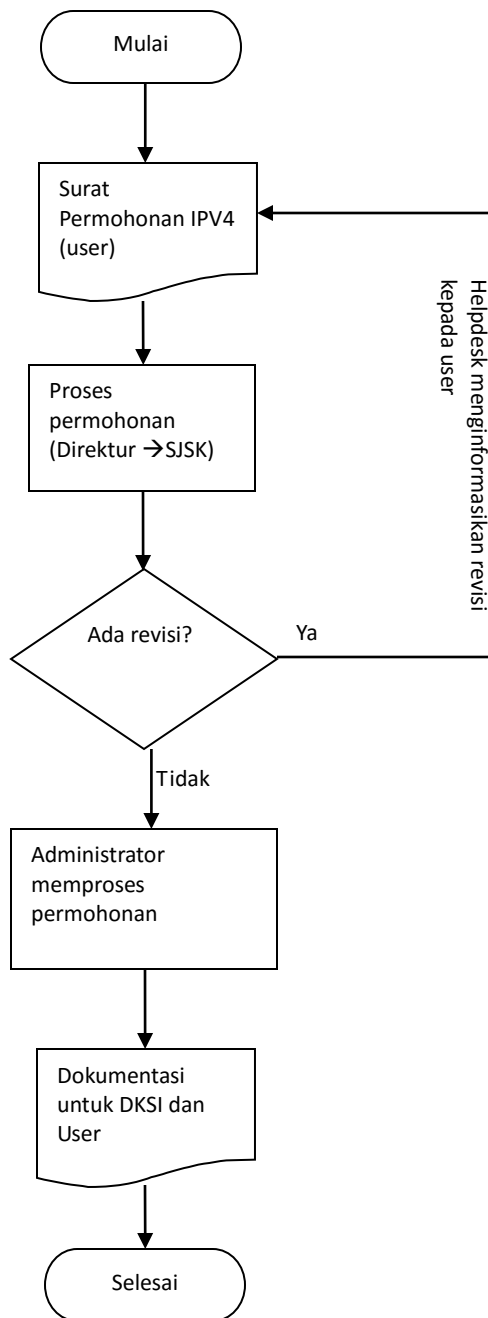 Mulai
Surat
Permohonan IPV4
(user)
Proses
permohonan
(Direktur →SJSK)
Ada revisi?
Ya
Helpdesk menginformasikan revisi
kepada user
Tidak
Administrator
memproses
permohonan
Dokumentasi
untuk DKSI dan
User
Selesai